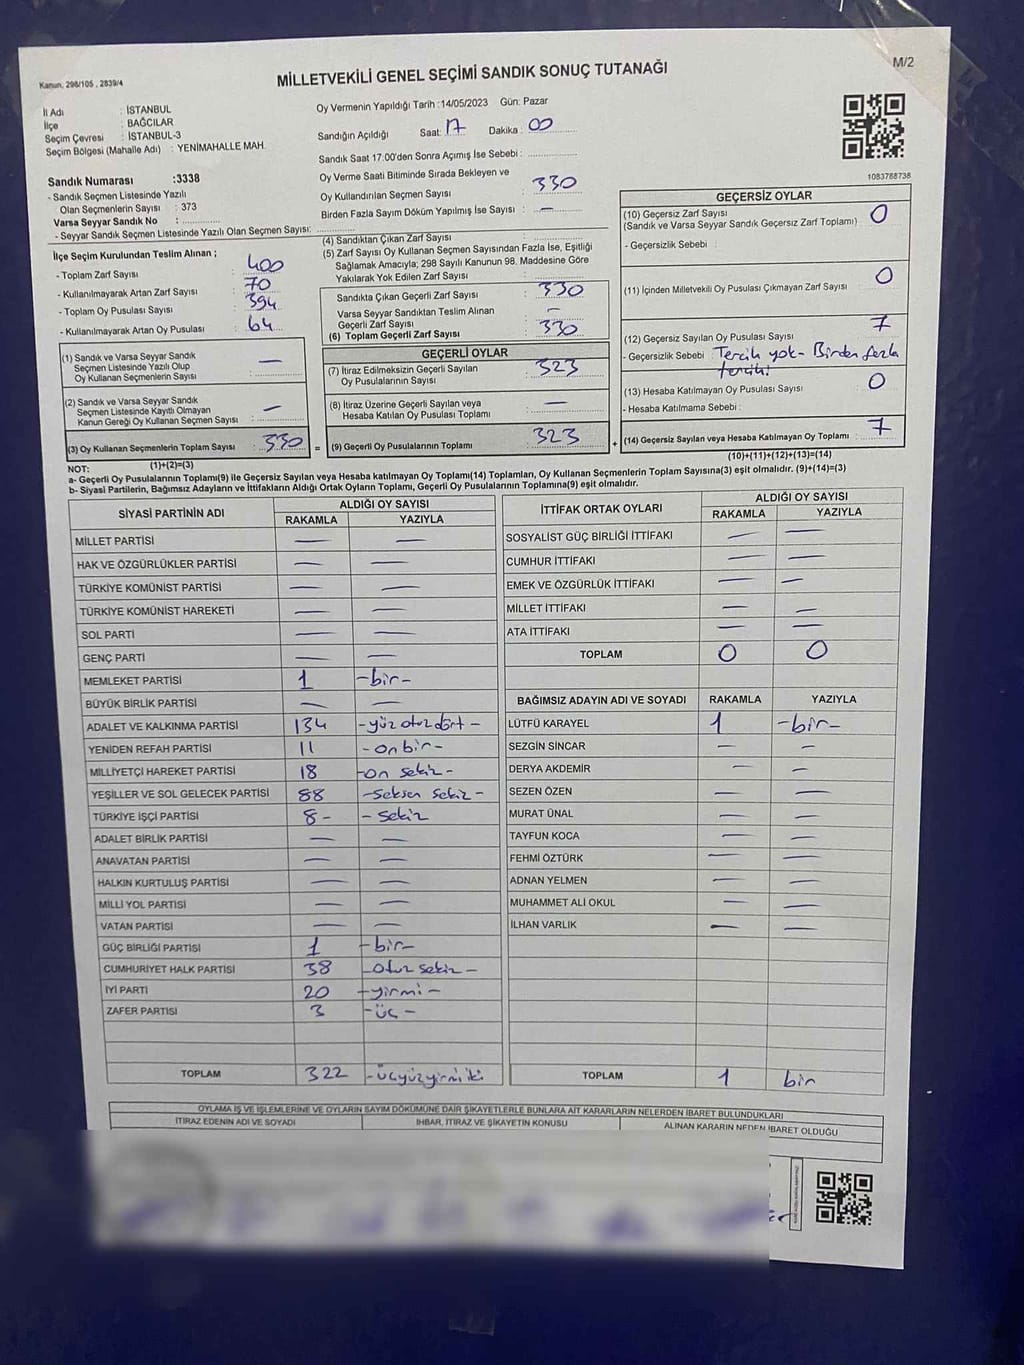 Kanun, 298/105 , 2839/4
MİLLETVEKİLİ GENEL SEÇİMİ SANDIK SONUÇ TUTANAĞI
M/2
İl Adı : İSTANBUL
İlçe : BAĞCILAR
Seçim Çevresi : İSTANBUL-3
Seçim Bölgesi (Mahalle Adı) : YENİMAHALLE MAH.
Sandık Numarası :3338
- Sandık Seçmen Listesinde Yazılı
Olan Seçmenlerin Sayısı : 373
Varsa Seyyar Sandık No :
- Seyyar Sandık Seçmen Listesinde Yazılı Olan Seçmen Sayısı:
Oy Vermenin Yapıldığı Tarih :14/05/2023 Gün: Pazar
Sandığın Açıldığı Saat: 17 Dakika : 00
Sandık Saat 17:00'den Sonra Açımış İse Sebebi :
Oy Verme Saati Bitiminde Sırada Bekleyen ve
Oy Kullandırılan Seçmen Sayısı : 330
Birden Fazla Sayım Döküm Yapılmış İse Sayısı : —
1083788738
İlçe Seçim Kurulundan Teslim Alınan ;
- Toplam Zarf Sayısı : 400
- Kullanılmayarak Artan Zarf Sayısı : 70
- Toplam Oy Pusulası Sayısı : 394
- Kullanılmayarak Artan Oy Pusulası : 64
(4) Sandıktan Çıkan Zarf Sayısı :
(5) Zarf Sayısı Oy Kullanan Seçmen Sayısından Fazla İse, Eşitliği
Sağlamak Amacıyla; 298 Sayılı Kanunun 98. Maddesine Göre
Yakılarak Yok Edilen Zarf Sayısı :
Sandıkta Çıkan Geçerli Zarf Sayısı : 330
Varsa Seyyar Sandıktan Teslim Alınan
Geçerli Zarf Sayısı : —
(6) Toplam Geçerli Zarf Sayısı : 330
GEÇERSİZ OYLAR
(10) Geçersiz Zarf Sayısı : 0
(Sandık ve Varsa Seyyar Sandık Geçersiz Zarf Toplamı)
- Geçersizlik Sebebi :
(11) İçinden Milletvekili Oy Pusulası Çıkmayan Zarf Sayısı : 0
(12) Geçersiz Sayılan Oy Pusulası Sayısı : 7
- Geçersizlik Sebebi : Tercih yok - Birden fazla
tercih!
(13) Hesaba Katılmayan Oy Pusulası Sayısı : 0
- Hesaba Katılmama Sebebi :
(14) Geçersiz Sayılan veya Hesaba Katılmayan Oy Toplamı : 7
(10)+(11)+(12)+(13)=(14)
(1) Sandık ve Varsa Seyyar Sandık
Seçmen Listesinde Yazılı Olup
Oy Kullanan Seçmenlerin Sayısı : —
(2) Sandık ve Varsa Seyyar Sandık
Seçmen Listesinde Kayıtlı Olmayan
Kanun Gereği Oy Kullanan Seçmen Sayısı : —
(3) Oy Kullanan Seçmenlerin Toplam Sayısı : 330
(1)+(2)=(3)
GEÇERLİ OYLAR
(7) İtiraz Edilmeksizin Geçerli Sayılan
Oy Pusulalarının Sayısı : 323
(8) İtiraz Üzerine Geçerli Sayılan veya
Hesaba Katılan Oy Pusulası Toplamı : —
= (9) Geçerli Oy Pusulalarının Toplamı : 323 +
NOT:
a- Geçerli Oy Pusulalarının Toplamı(9) ile Geçersiz Sayılan veya Hesaba katılmayan Oy Toplamı(14) Toplamları, Oy Kullanan Seçmenlerin Toplam Sayısına(3) eşit olmalıdır. (9)+(14)=(3)
b- Siyasi Partilerin, Bağımsız Adayların ve İttifakların Aldığı Ortak Oyların Toplamı, Geçerli Oy Pusulalarının Toplamına(9) eşit olmalıdır.
SİYASİ PARTİNİN ADI ALDIĞI OY SAYISI
RAKAMLA YAZIYLA
MİLLET PARTİSİ — —
HAK VE ÖZGÜRLÜKLER PARTİSİ — —
TÜRKİYE KOMÜNİST PARTİSİ — —
TÜRKİYE KOMÜNİST HAREKETİ — —
SOL PARTİ — —
GENÇ PARTİ — —
MEMLEKET PARTİSİ 1 -bir-
BÜYÜK BİRLİK PARTİSİ — —
ADALET VE KALKINMA PARTİSİ 134 -yüz otuz dört -
YENİDEN REFAH PARTİSİ 11 - on bir -
MİLLİYETÇİ HAREKET PARTİSİ 18 -on sekiz -
YEŞİLLER VE SOL GELECEK PARTİSİ 88 -seksen sekiz -
TÜRKİYE İŞÇİ PARTİSİ 8 - - sekiz
ADALET BİRLİK PARTİSİ — —
ANAVATAN PARTİSİ — —
HALKIN KURTULUŞ PARTİSİ — —
MİLLİ YOL PARTİSİ — —
VATAN PARTİSİ — —
GÜÇ BİRLİĞİ PARTİSİ 1 -bir-
CUMHURİYET HALK PARTİSİ 38 -otuz sekiz -
İYİ PARTİ 20 -yirmi -
ZAFER PARTİSİ 3 -üç -
TOPLAM 322 -üçyüzyirmi iki
İTTİFAK ORTAK OYLARI ALDIĞI OY SAYISI
RAKAMLA YAZIYLA
SOSYALİST GÜÇ BİRLİĞİ İTTİFAKI — —
CUMHUR İTTİFAKI — —
EMEK VE ÖZGÜRLÜK İTTİFAKI — —
MİLLET İTTİFAKI — —
ATA İTTİFAKI — —
TOPLAM 0 0
BAĞIMSIZ ADAYIN ADI VE SOYADI RAKAMLA YAZIYLA
LÜTFÜ KARAYEL 1 -bir-
SEZGİN SİNCAR — —
DERYA AKDEMİR — —
SEZEN ÖZEN — —
MURAT ÜNAL — —
TAYFUN KOCA — —
FEHMİ ÖZTÜRK — —
ADNAN YELMEN — —
MUHAMMET ALİ OKUL — —
İLHAN VARLIK — —
TOPLAM 1 bir
OYLAMA İŞ VE İŞLEMLERİNE VE OYLARIN SAYIM DÖKÜMÜNE DAİR ŞİKAYETLERLE BUNLARA AİT KARARLARIN NELERDEN İBARET BULUNDUKLARI
İTİRAZ EDENİN ADI VE SOYADI İHBAR, İTİRAZ VE ŞİKAYETİN KONUSU ALINAN KARARIN NEDEN İBARET OLDUĞU